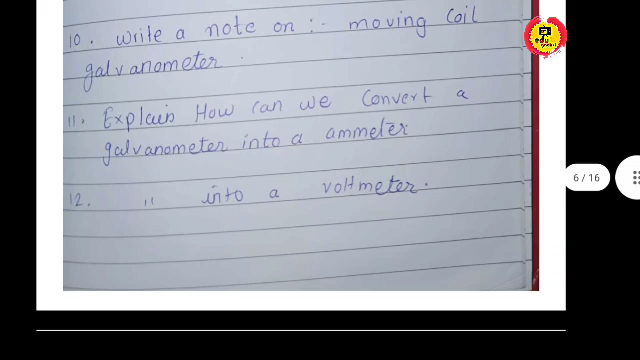 10. Write a note on :- moving coil
galvanometer
11. Explain How can we convert a
galvanometer into a ammeter
12. " into a voltmeter.
6 / 16
edu